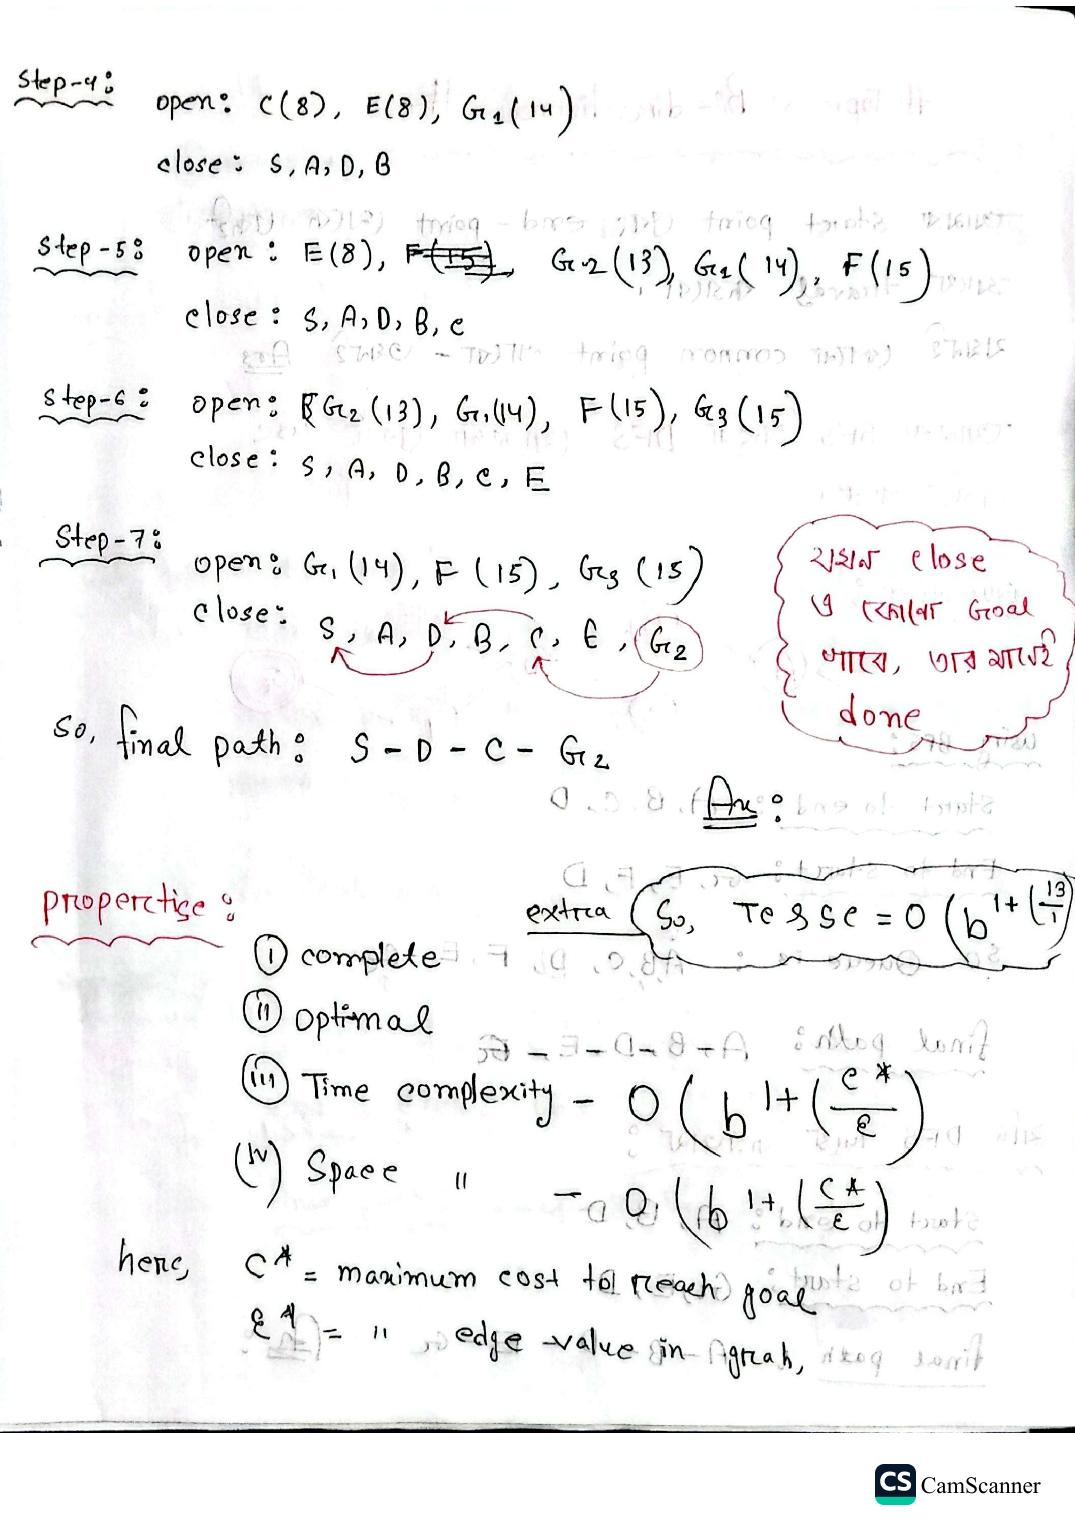 Step-4:
open: C(8), E(8), G1(14)
close: S, A, D, B
Step-5: open: E(8), F(15), G2(13), G1(14), F(15)
close: S, A, D, B, C
Step-6: open: G2(13), G1(14), F(15), G3(15)
close: S, A, D, B, C, E
Step-7:
open: G1(14), F(15), G3(15)
close: S, A, D, B, C, E, G2
যখন close
ও কোনো Goal
পাবে, তার মানেই
done
So, final path: S - D - C - G2
Ans:
propertise:
extra So, Tc & Sc = O(b^1+(13/1)
(i) complete
(ii) optimal
(iii) Time complexity - O(b^1+(C*/ε)
(iv) Space " - O(b^1+(C*/ε)
here, C* = maximum cost to reach goal
ε* = " edge value in graph,
CS CamScanner